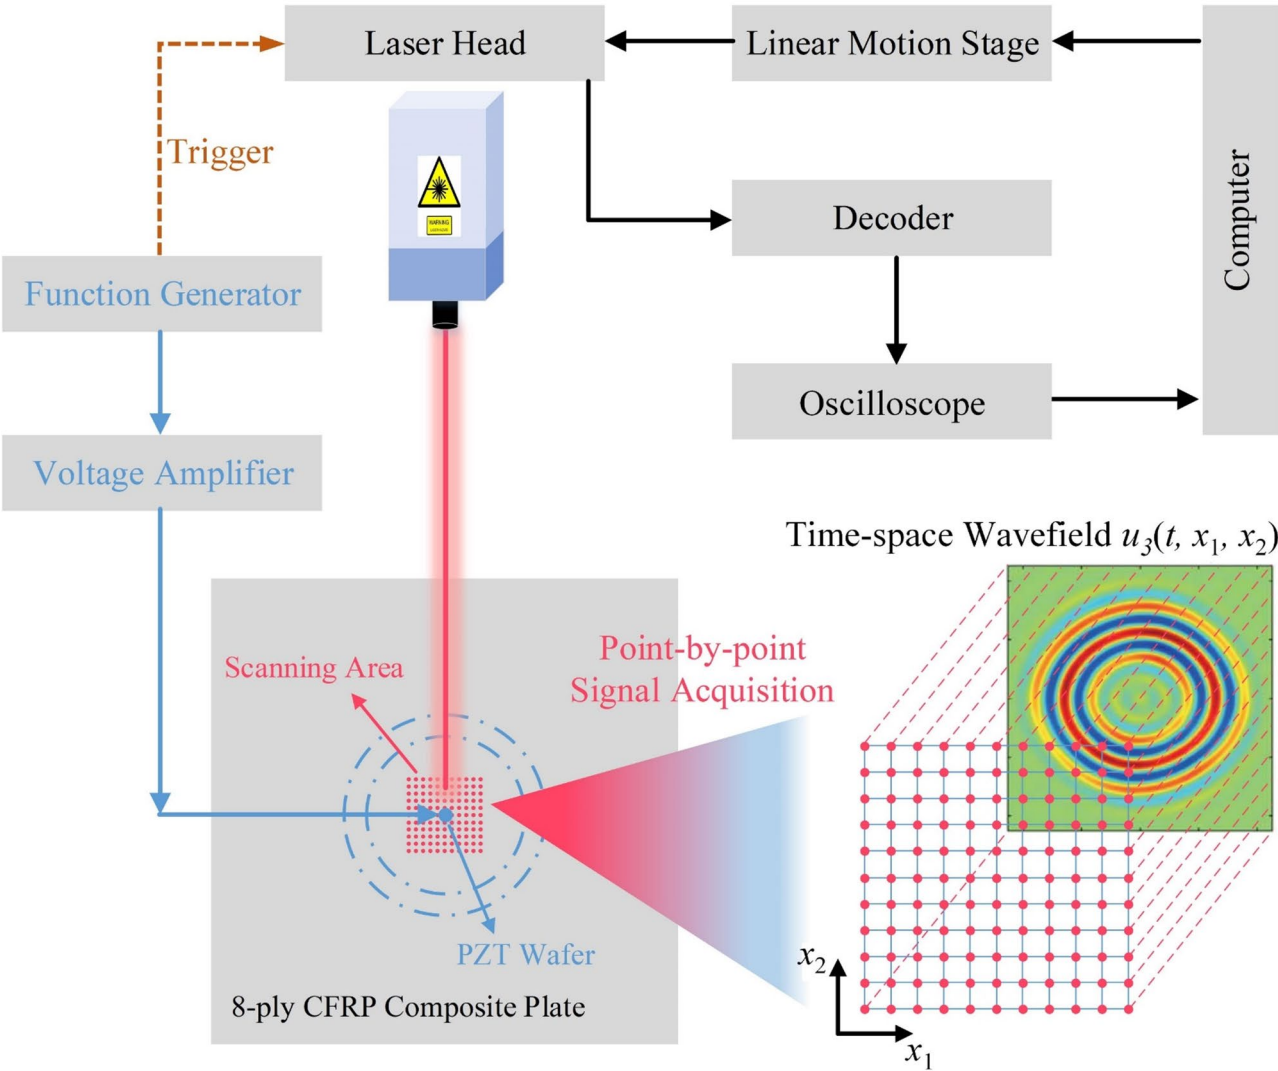 Laser Head
Linear Motion Stage
Computer
Trigger
WARNING
Decoder
Function Generator
Oscilloscope
Voltage Amplifier
Time-space Wavefield u₃(t, x₁, x₂)
Scanning Area
Point-by-point
Signal Acquisition
PZT Wafer
8-ply CFRP Composite Plate
x₂
x₁